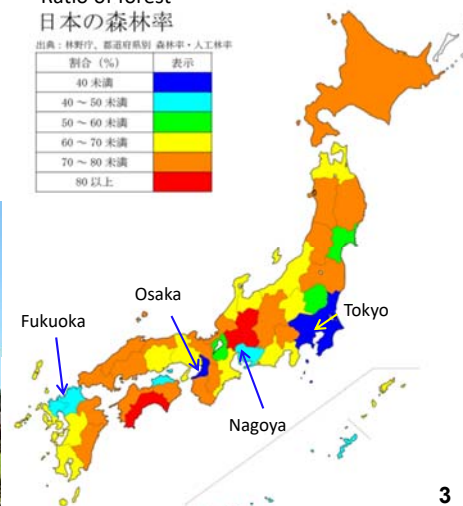 Ratio of forest
日本の森林率
出典：林野庁、都道府県別 森林率・人工林率
割合（%） 表示
40 未満
40 ～ 50 未満
50 ～ 60 未満
60 ～ 70 未満
70 ～ 80 未満
80 以上
Osaka
Tokyo
Fukuoka
Nagoya
3